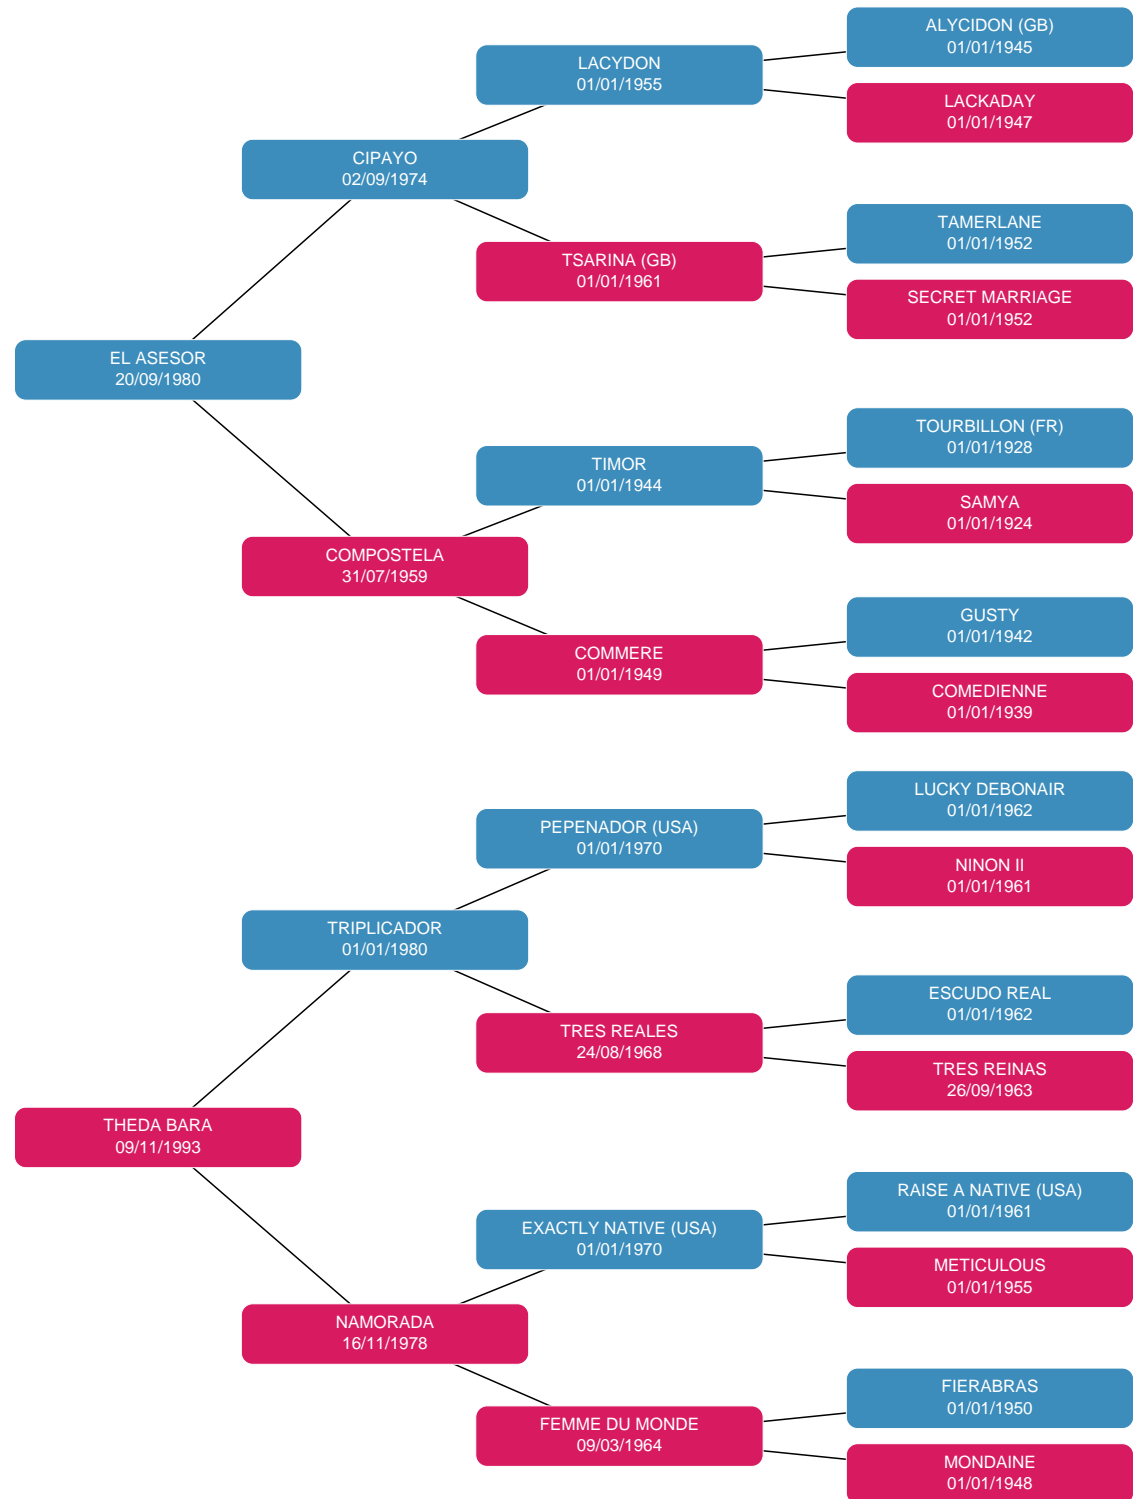 ALYCIDON (GB)
01/01/1945
LACYDON
01/01/1955
LACKADAY
01/01/1947
CIPAYO
02/09/1974
TAMERLANE
01/01/1952
TSARINA (GB)
01/01/1961
SECRET MARRIAGE
01/01/1952
EL ASESOR
20/09/1980
TOURBILLON (FR)
01/01/1928
TIMOR
01/01/1944
SAMYA
01/01/1924
COMPOSTELA
31/07/1959
GUSTY
01/01/1942
COMMERE
01/01/1949
COMEDIENNE
01/01/1939
LUCKY DEBONAIR
01/01/1962
PEPENADOR (USA)
01/01/1970
NINON II
01/01/1961
TRIPLICADOR
01/01/1980
ESCUDO REAL
01/01/1962
TRES REALES
24/08/1968
TRES REINAS
26/09/1963
THEDA BARA
09/11/1993
RAISE A NATIVE (USA)
01/01/1961
EXACTLY NATIVE (USA)
01/01/1970
METICULOUS
01/01/1955
NAMORADA
16/11/1978
FIERABRAS
01/01/1950
FEMME DU MONDE
09/03/1964
MONDAINE
01/01/1948